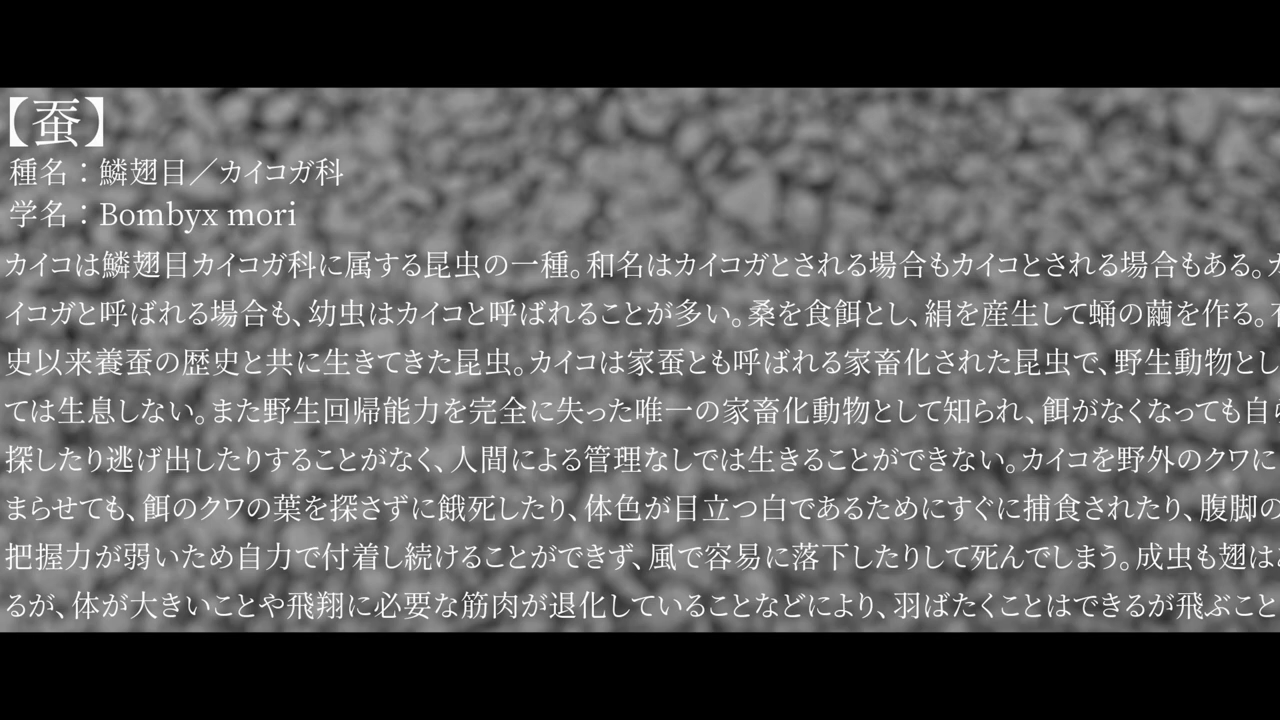 【蚕】
種名：鱗翅目／カイコガ科
学名：Bombyx mori
カイコは鱗翅目カイコガ科に属する昆虫の一種。和名はカイコガとされる場合もカイコとされる場合もある。カ
イコガと呼ばれる場合も、幼虫はカイコと呼ばれることが多い。桑を食餌とし、絹を産生して蛹の繭を作る。有
史以来養蚕の歴史と共に生きてきた昆虫。カイコは家蚕とも呼ばれる家畜化された昆虫で、野生動物とし
ては生息しない。また野生回帰能力を完全に失った唯一の家畜化動物として知られ、餌がなくなっても自ら
探したり逃げ出したりすることがなく、人間による管理なしでは生きることができない。カイコを野外のクワに
まらせても、餌のクワの葉を探さずに餓死したり、体色が目立つ白であるためにすぐに捕食されたり、腹脚の
把握力が弱いため自力で付着し続けることができず、風で容易に落下したりして死んでしまう。成虫も翅はあ
るが、体が大きいことや飛翔に必要な筋肉が退化していることなどにより、羽ばたくことはできるが飛ぶこと